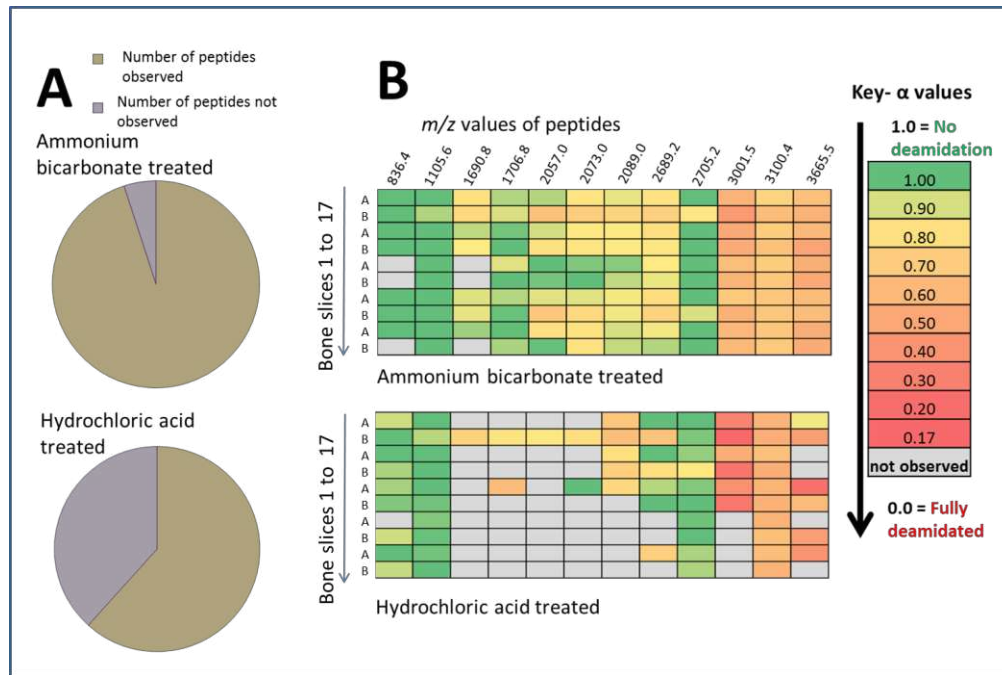 A
Number of peptides
observed
Number of peptides not
observed
Ammonium
bicarbonate treated
Hydrochloric acid
treated
B
m/z values of peptides
836.4 1105.6 1690.8 1706.8 2057.0 2073.0 2089.0 2689.2 2705.2 3001.5 3100.4 3665.5
Bone slices 1 to 17
A
B
A
B
A
B
A
B
A
B
Ammonium bicarbonate treated
Bone slices 1 to 17
A
B
A
B
A
B
A
B
A
B
Hydrochloric acid treated
Key- α values
1.0 = No
deamidation
1.00
0.90
0.80
0.70
0.60
0.50
0.40
0.30
0.20
0.17
not observed
0.0 = Fully
deamidated